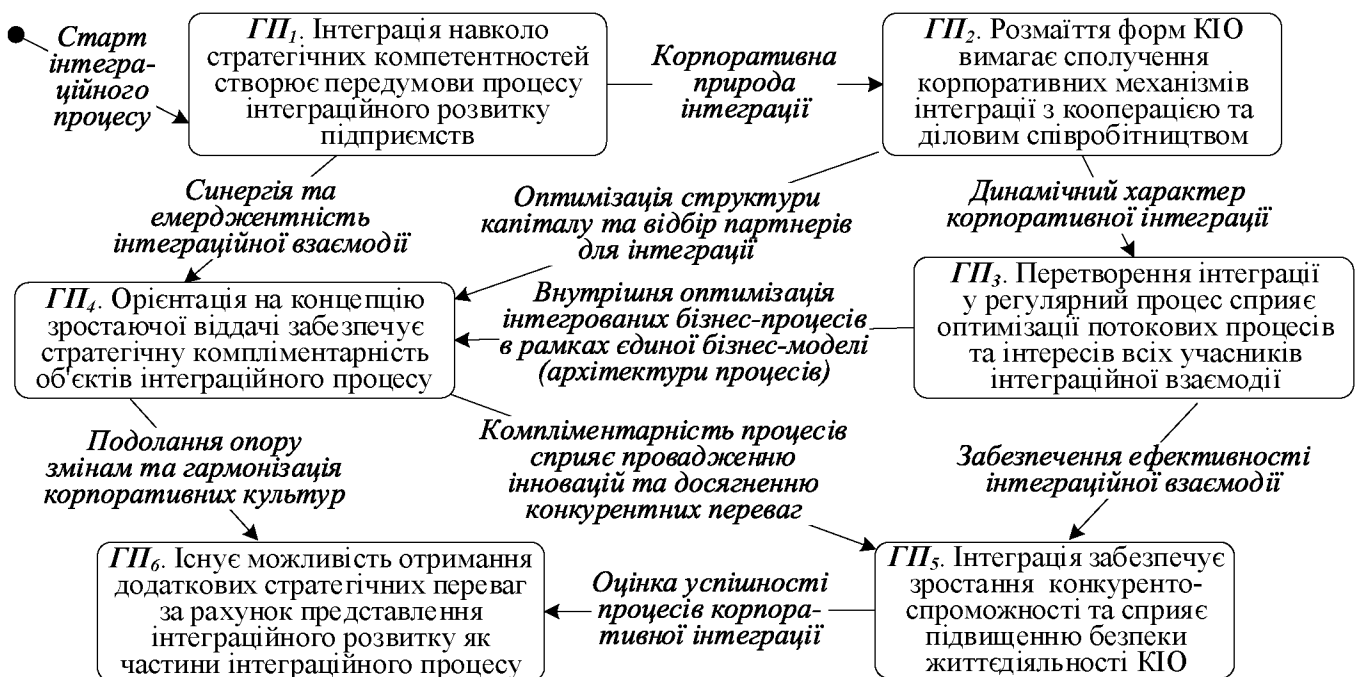 Старт
інтегра-
ційного
процесу
ГП₁. Інтеграція навколо
стратегічних компетентностей
створює передумови процесу
інтеграційного розвитку
підприємств
Корпоративна
природа
інтеграції
ГП₂. Розмаїття форм КІО
вимагає сполучення
корпоративних механізмів
інтеграції з кооперацією та
діловим співробітництвом
Синергія та
емерджентність
інтеграційної взаємодії
Оптимізація структури
капіталу та відбір партнерів
для інтеграції
Динамічний характер
корпоративної інтеграції
ГП₄. Орієнтація на концепцію
зростаючої віддачі забезпечує
стратегічну компліментарність
об'єктів інтеграційного процесу
Внутрішня оптимізація
інтегрованих бізнес-процесів
в рамках єдиної бізнес-моделі
(архітектури процесів)
ГП₃. Перетворення інтеграції
у регулярний процес сприяє
оптимізації потокових процесів
та інтересів всіх учасників
інтеграційної взаємодії
Подолання опору
змінам та гармонізація
корпоративних культур
Компліментарність процесів
сприяє провадженню
інновацій та досягненню
конкурентних переваг
Забезпечення ефективності
інтеграційної взаємодії
ГП₆. Існує можливість отримання
додаткових стратегічних переваг
за рахунок представлення
інтеграційного розвитку як
частини інтеграційного процесу
Оцінка успішності
процесів корпора-
тивної інтеграції
ГП₅. Інтеграція забезпечує
зростання конкуренто-
спроможності та сприяє
підвищенню безпеки
життєдіяльності КІО